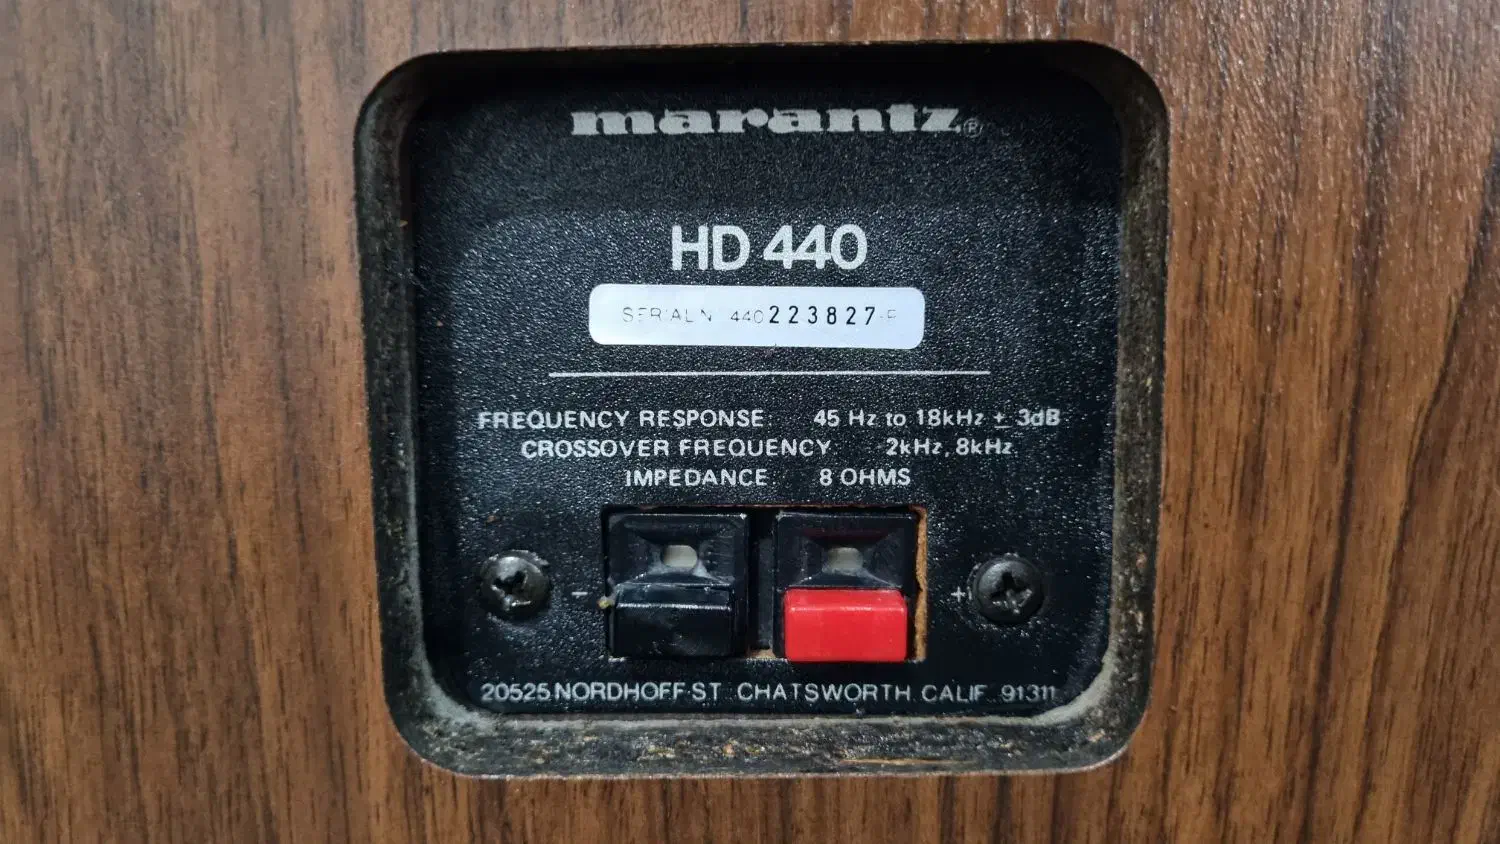 marantz®
HD 440
SERIAL N 440223827-
FREQUENCY RESPONSE: 45 Hz to 18kHz ± 3dB
CROSSOVER FREQUENCY 2kHz, 8kHz
IMPEDANCE: 8 OHMS
- +
20525 NORDHOFF ST CHATSWORTH CALIF 91311